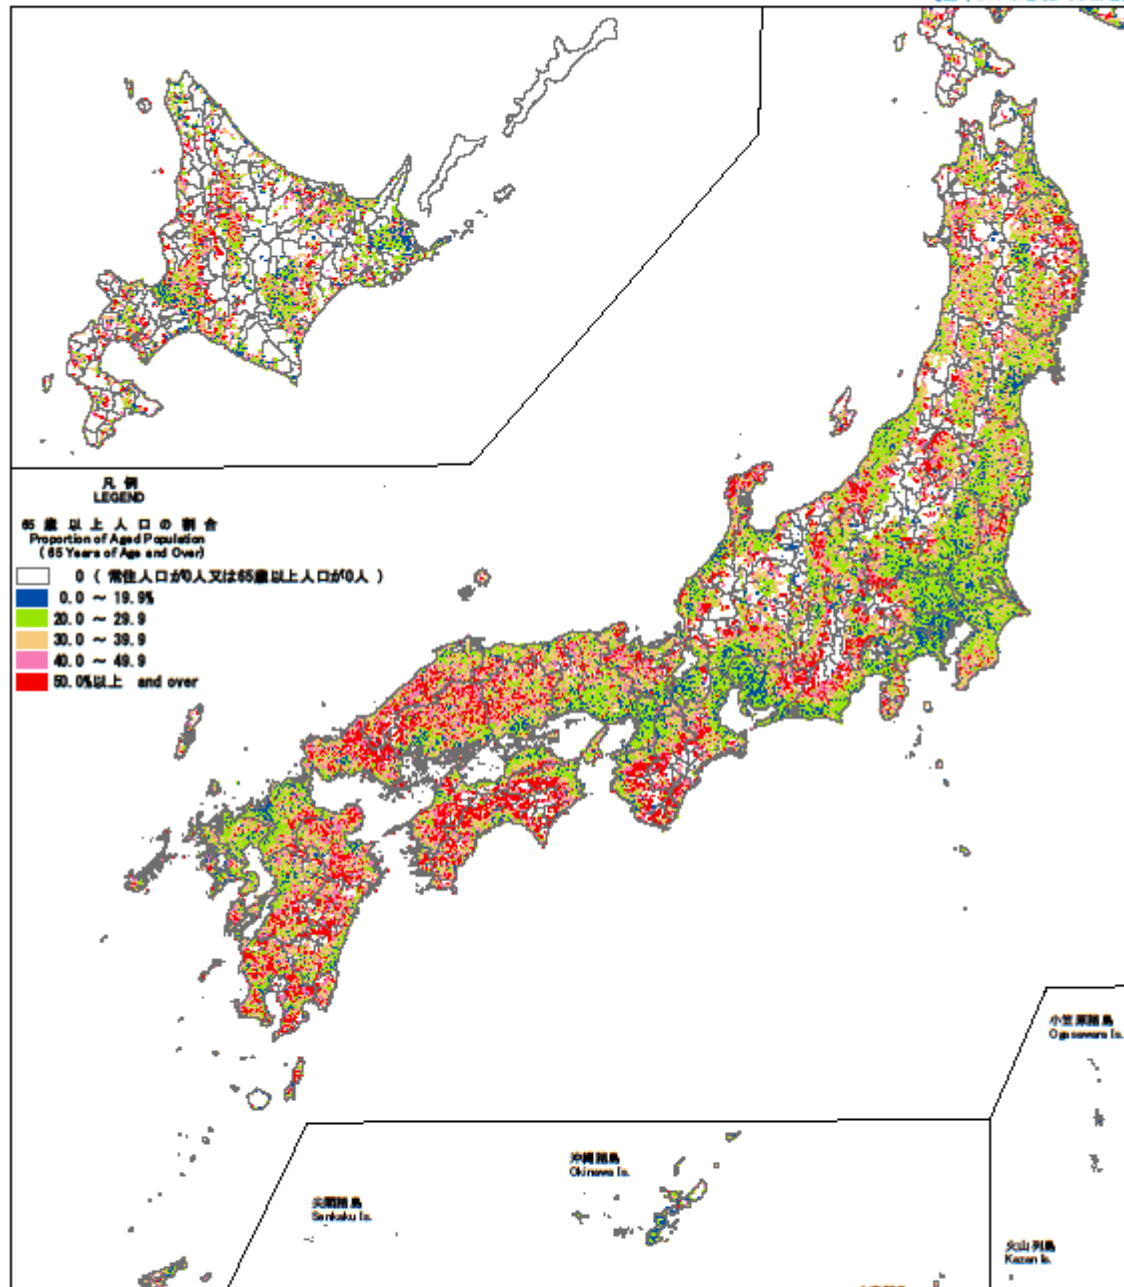 凡 例
LEGEND
65 歳 以 上 人 口 の 割 合
Proportion of Aged Population
( 65 Years of Age and Over)
0 ( 常住人口が0人又は65歳以上人口が0人 )
0.0 ～ 19.9%
20.0 ～ 29.9
30.0 ～ 39.9
40.0 ～ 49.9
50.0%以上 and over
小笠原諸島
Ogasawara Is.
沖縄諸島
Okinawa Is.
尖閣諸島
Senkaku Is.
火山列島
Kazan Is.